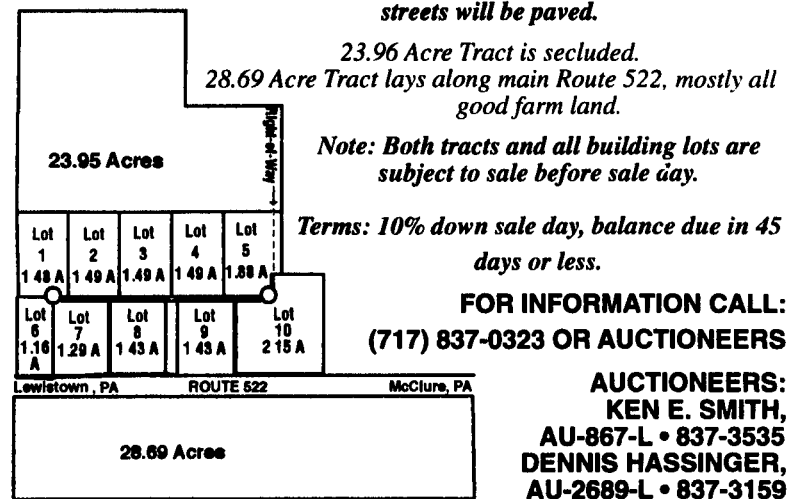 streets will be paved.
23.96 Acre Tract is secluded.
28.69 Acre Tract lays along main Route 522, mostly all
good farm land.
Note: Both tracts and all building lots are
subject to sale before sale day.
Terms: 10% down sale day, balance due in 45
days or less.
FOR INFORMATION CALL:
(717) 837-0323 OR AUCTIONEERS
AUCTIONEERS:
KEN E. SMITH,
AU-867-L • 837-3535
DENNIS HASSINGER,
AU-2689-L • 837-3159
23.95 Acres
Right-of-Way
Lot 1 1 48 A
Lot 2 1 49 A
Lot 3 1.49 A
Lot 4 1 49 A
Lot 5 1.88 A
Lot 6 1.16 A
Lot 7 1.29 A
Lot 8 1 43 A
Lot 9 1 43 A
Lot 10 2 15 A
Lewistown, PA ROUTE 522 McClure, PA
28.69 Acres